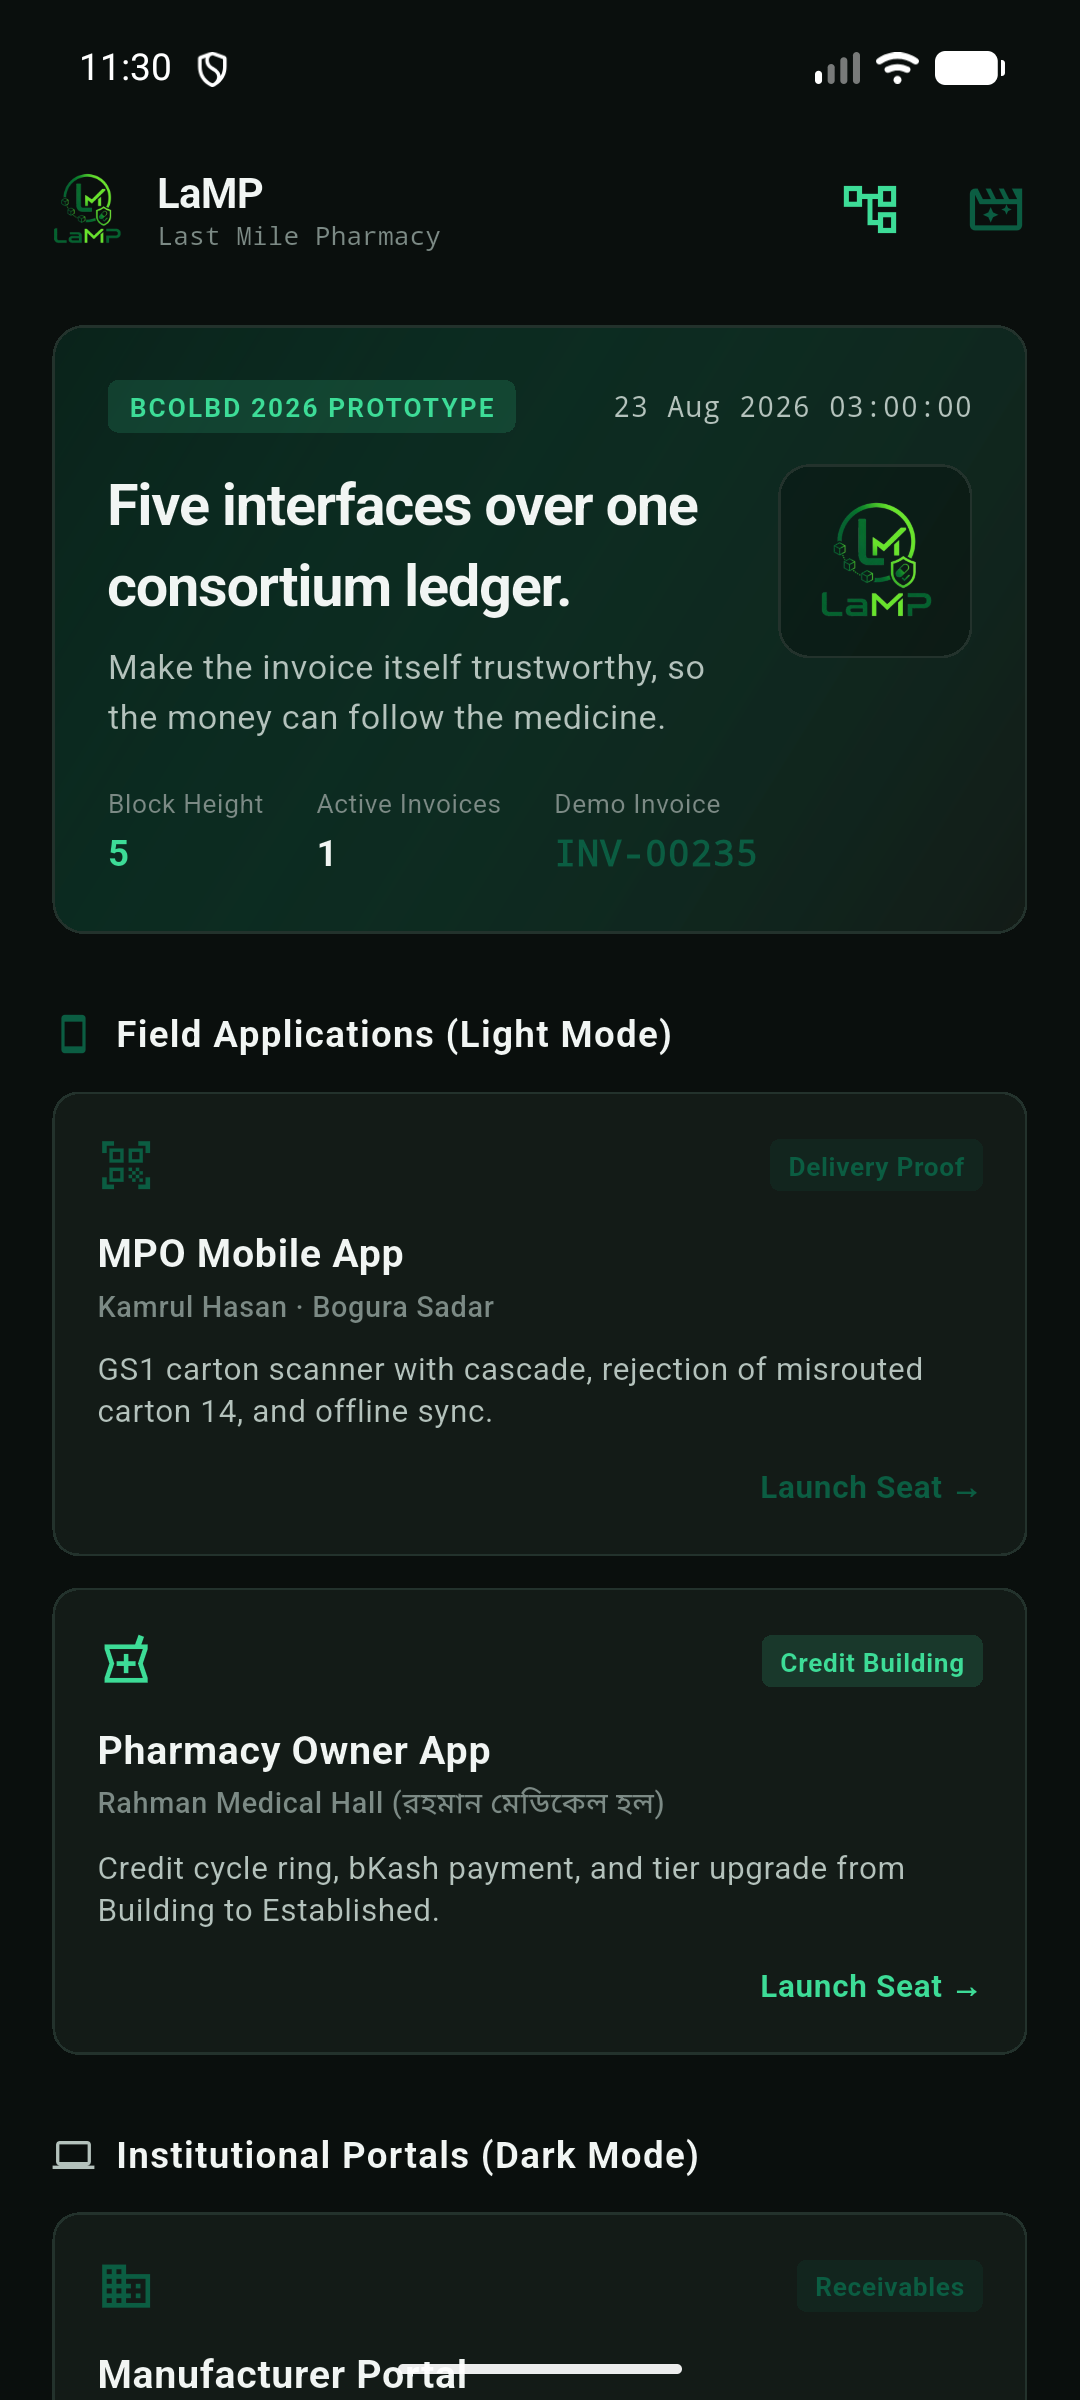 11:30
LaMP
LaMP
Last Mile Pharmacy
BCOLBD 2026 PROTOTYPE
23 Aug 2026 03:00:00
Five interfaces over one
consortium ledger.
LaMP
Make the invoice itself trustworthy, so
the money can follow the medicine.
Block Height
Active Invoices
Demo Invoice
5
1
INV-00235
Field Applications (Light Mode)
Delivery Proof
MPO Mobile App
Kamrul Hasan · Bogura Sadar
GS1 carton scanner with cascade, rejection of misrouted
carton 14, and offline sync.
Launch Seat →
Credit Building
Pharmacy Owner App
Rahman Medical Hall (রহমান মেডিকেল হল)
Credit cycle ring, bKash payment, and tier upgrade from
Building to Established.
Launch Seat →
Institutional Portals (Dark Mode)
Receivables
Manufacturer Portal